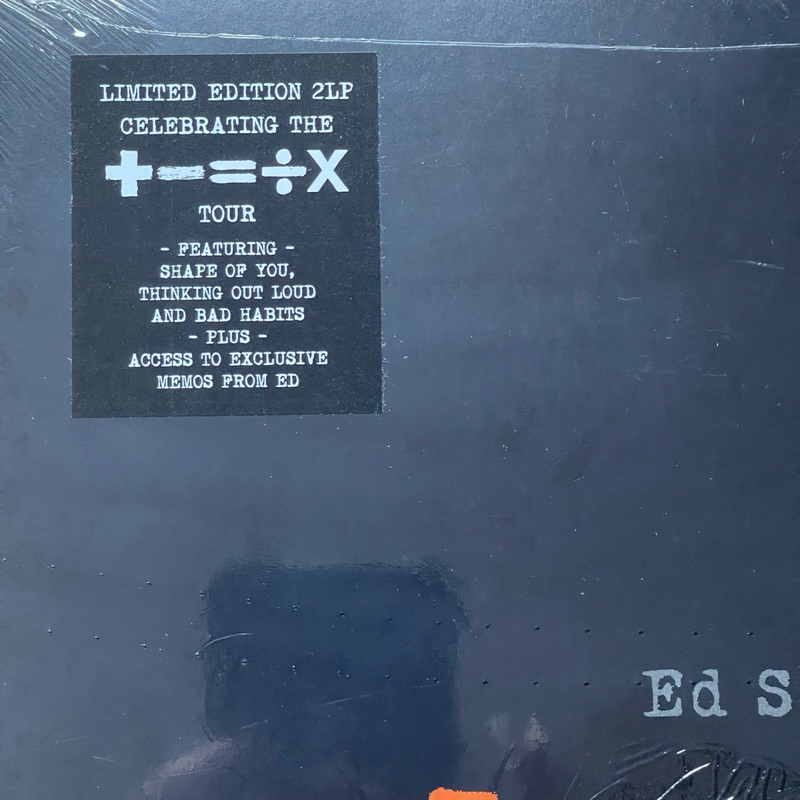 LIMITED EDITION 2LP
CELEBRATING THE
+-=÷x
TOUR
- FEATURING -
SHAPE OF YOU,
THINKING OUT LOUD
AND BAD HABITS
- PLUS -
ACCESS TO EXCLUSIVE
MEMOS FROM ED
Ed S